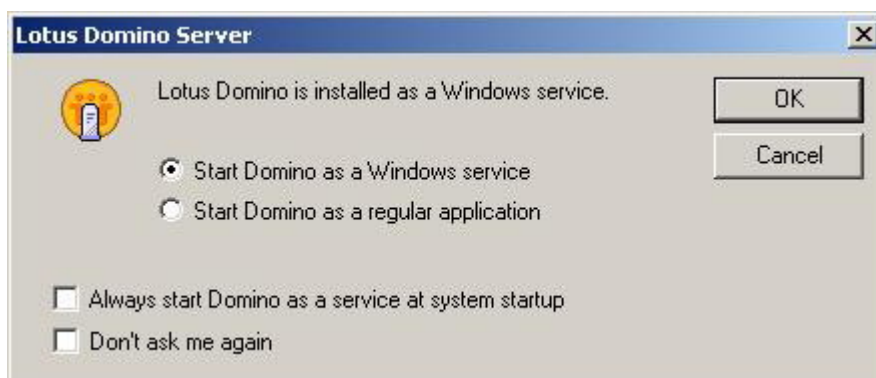 Lotus Domino Server
Lotus Domino is installed as a Windows service.
OK
Cancel
Start Domino as a Windows service
Start Domino as a regular application
Always start Domino as a service at system startup
Don't ask me again